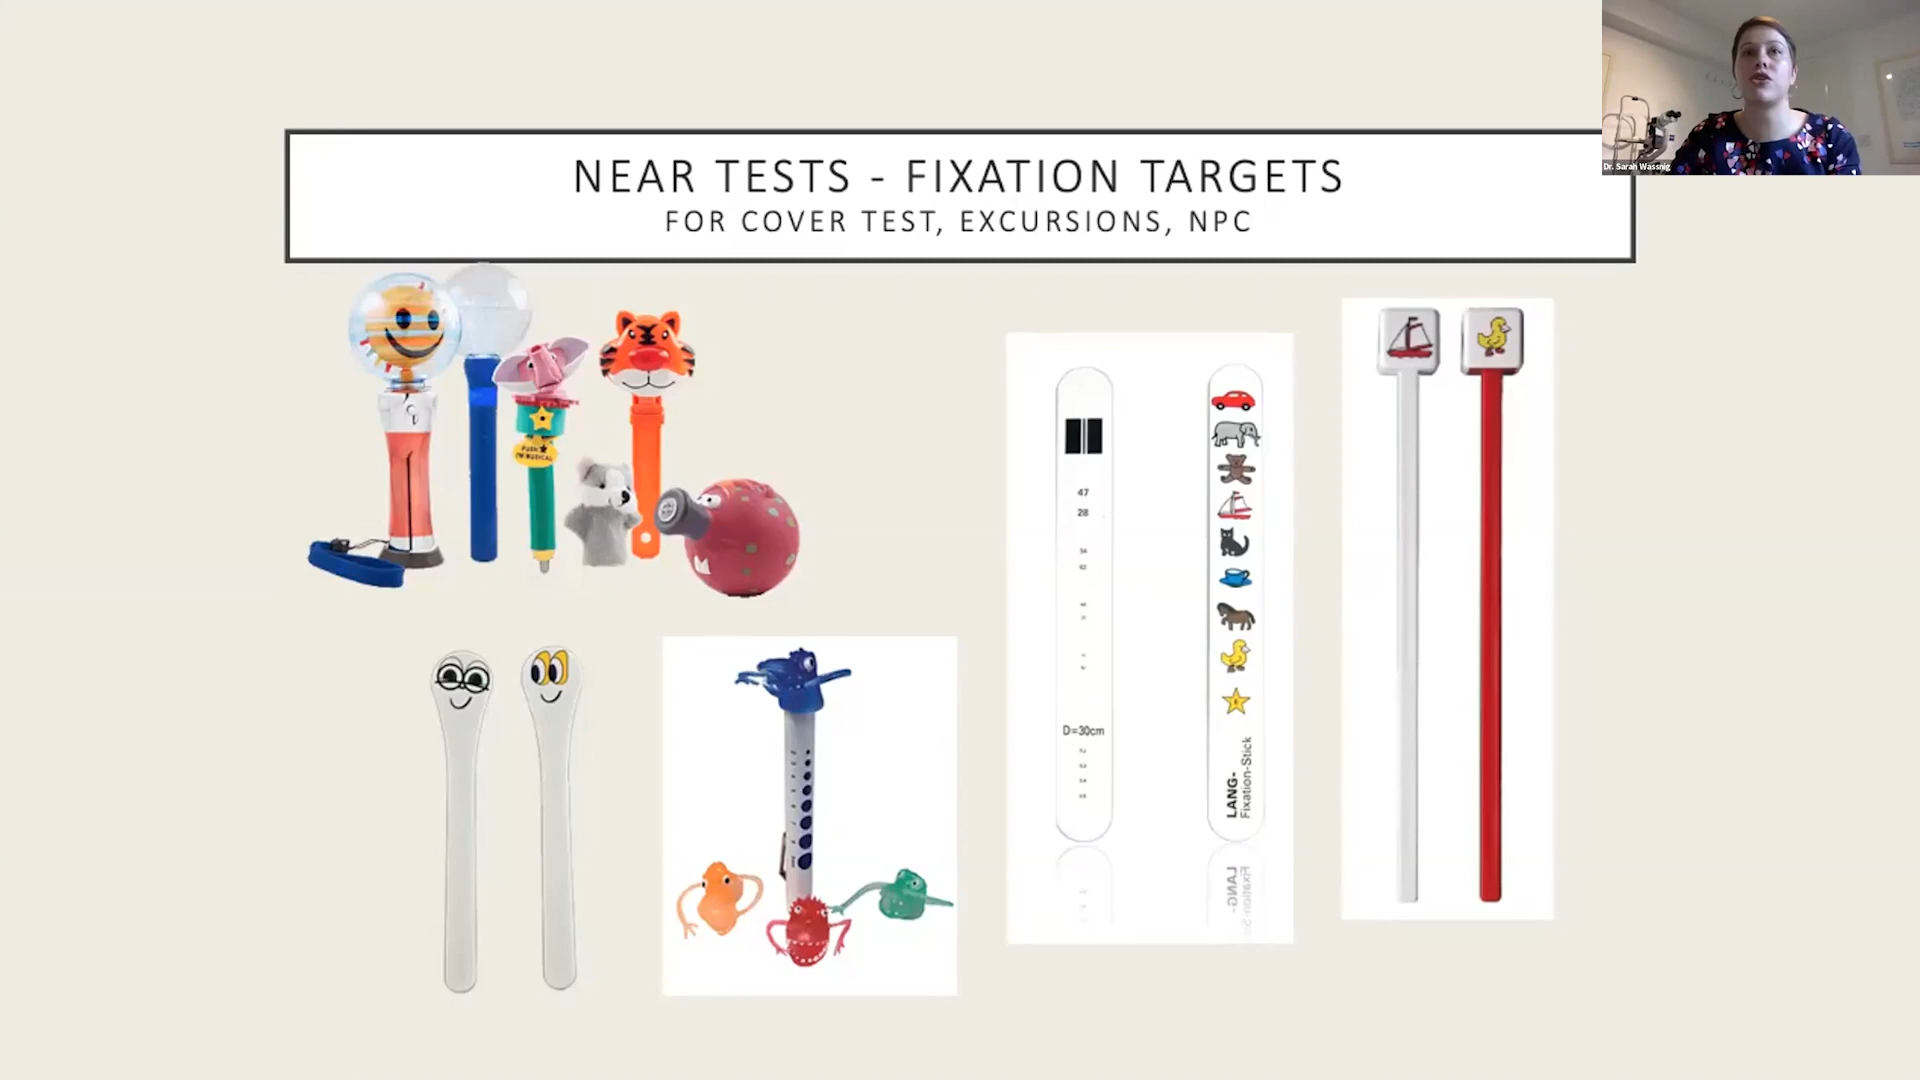 NEAR TESTS - FIXATION TARGETS
FOR COVER TEST, EXCURSIONS, NPC
Dr. Sarah Wassnig
PUSH
I'M MUSICAL
47
28
D=30cm
LANG-
Fixation-Stick